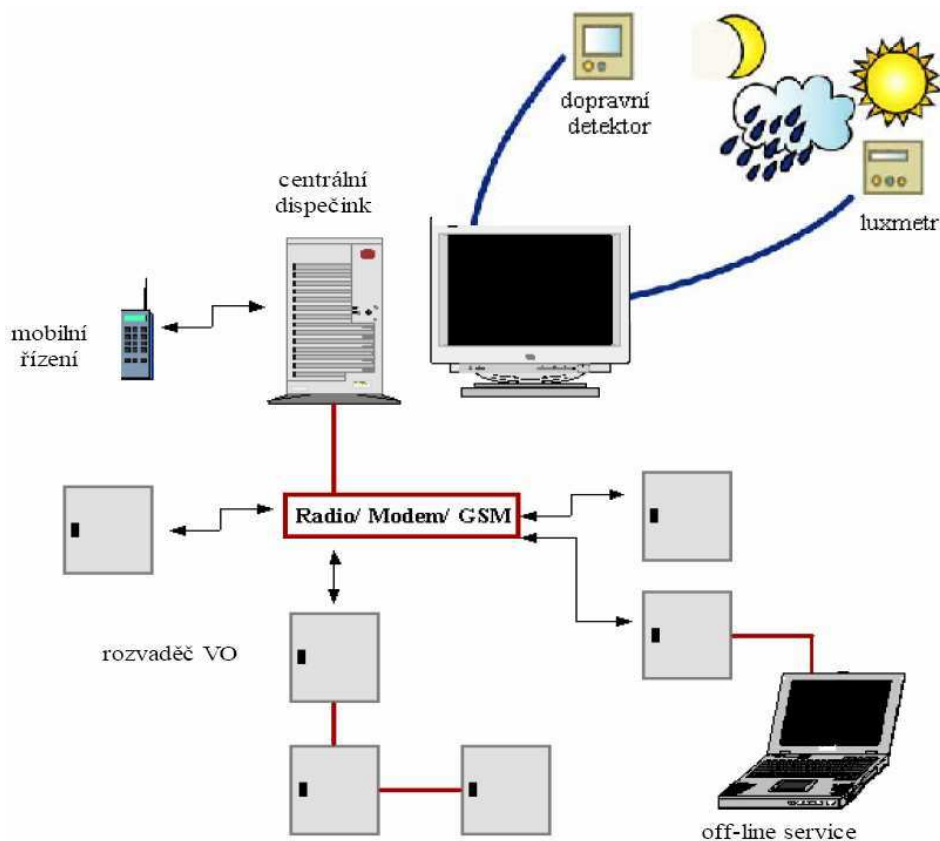 dopravní
detektor
centrální
dispečink
luxmetr
mobilní
řízení
Radio/ Modem/ GSM
rozvaděč VO
off-line service